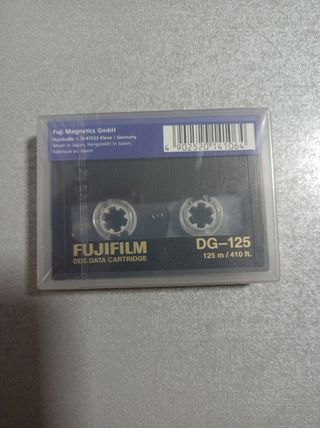 Fuji Magnetics GmbH
Fujistraße 1, D-47533 Kleve / Germany
Made in Japan, Hergestellt in Japan,
Fabriqué au Japon
4 902520 141064
FUJIFILM
DDS DATA CARTRIDGE
DG-125
125 m / 410 ft.